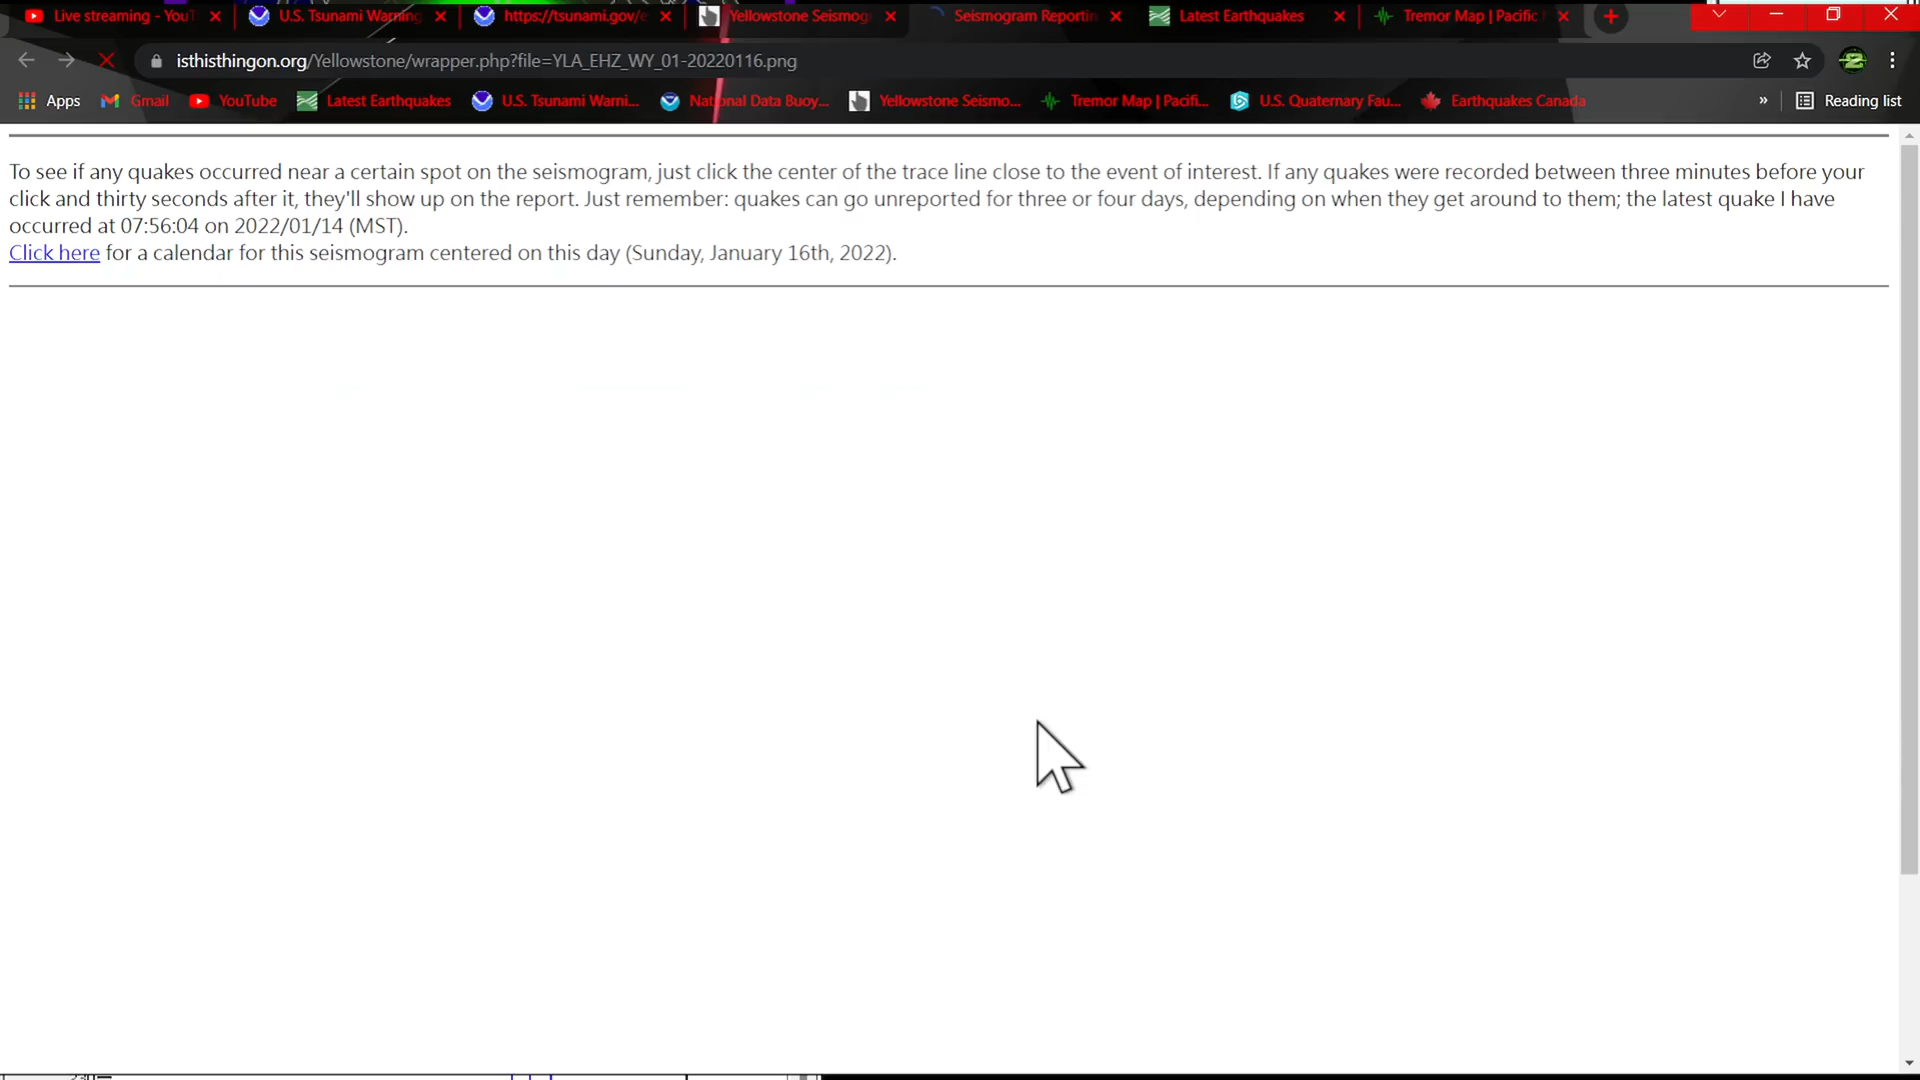 Live streaming - YouT
U.S. Tsunami Warning
https://tsunami.gov/e
Yellowstone Seismog
Seismogram Reportin
Latest Earthquakes
Tremor Map | Pacific
isthisthingon.org/Yellowstone/wrapper.php?file=YLA_EHZ_WY_01-20220116.png
Apps
Gmail
YouTube
Latest Earthquakes
U.S. Tsunami Warni...
National Data Buoy...
Yellowstone Seismo...
Tremor Map | Pacifi...
U.S. Quaternary Fau...
Earthquakes Canada
»
Reading list
To see if any quakes occurred near a certain spot on the seismogram, just click the center of the trace line close to the event of interest. If any quakes were recorded between three minutes before your
click and thirty seconds after it, they'll show up on the report. Just remember: quakes can go unreported for three or four days, depending on when they get around to them; the latest quake I have
occurred at 07:56:04 on 2022/01/14 (MST).
Click here for a calendar for this seismogram centered on this day (Sunday, January 16th, 2022).